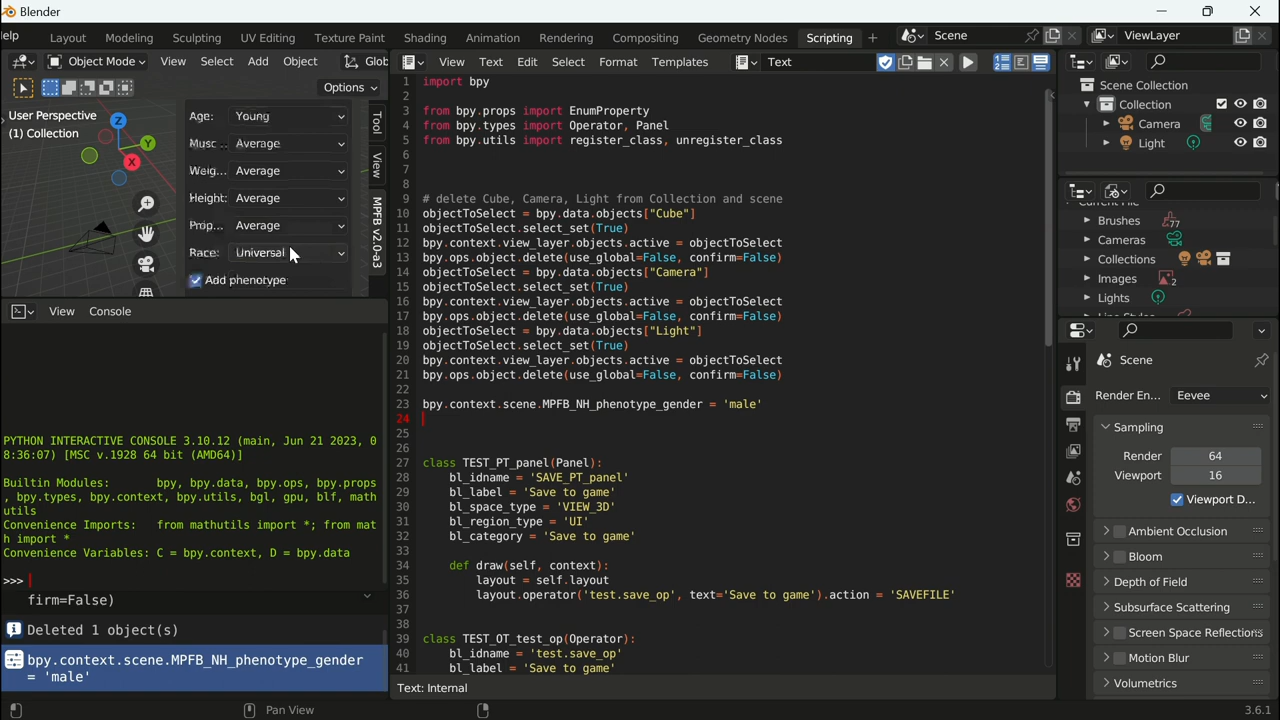 Blender
elp Layout Modeling Sculpting UV Editing Texture Paint Shading Animation Rendering Compositing Geometry Nodes Scripting + Scene ViewLayer
Object Mode View Select Add Object Glob
Options
User Perspective
(1) Collection
X
Y
Z
Age: Young
Musc... Average
Weig... Average
Height: Average
Prop... Average
Race: Universal
Add phenotype
Tool
View
MPFB v2.0-a3
View Console
PYTHON INTERACTIVE CONSOLE 3.10.12 (main, Jun 21 2023, 0
8:36:07) [MSC v.1928 64 bit (AMD64)]
Builtin Modules: bpy, bpy.data, bpy.ops, bpy.props
, bpy.types, bpy.context, bpy.utils, bgl, gpu, blf, math
utils
Convenience Imports: from mathutils import *; from mat
h import *
Convenience Variables: C = bpy.context, D = bpy.data
>>>
firm=False)
Deleted 1 object(s)
bpy.context.scene.MPFB_NH_phenotype_gender
= 'male'
View Text Edit Select Format Templates Text
1 import bpy
2
3 from bpy.props import EnumProperty
4 from bpy.types import Operator, Panel
5 from bpy.utils import register_class, unregister_class
6
7
8
9 # delete Cube, Camera, Light from Collection and scene
10 objectToSelect = bpy.data.objects["Cube"]
11 objectToSelect.select_set(True)
12 bpy.context.view_layer.objects.active = objectToSelect
13 bpy.ops.object.delete(use_global=False, confirm=False)
14 objectToSelect = bpy.data.objects["Camera"]
15 objectToSelect.select_set(True)
16 bpy.context.view_layer.objects.active = objectToSelect
17 bpy.ops.object.delete(use_global=False, confirm=False)
18 objectToSelect = bpy.data.objects["Light"]
19 objectToSelect.select_set(True)
20 bpy.context.view_layer.objects.active = objectToSelect
21 bpy.ops.object.delete(use_global=False, confirm=False)
22
23 bpy.context.scene.MPFB_NH_phenotype_gender = 'male'
24
25
26
27 class TEST_PT_panel(Panel):
28 bl_idname = 'SAVE_PT_panel'
29 bl_label = 'Save to game'
30 bl_space_type = 'VIEW_3D'
31 bl_region_type = 'UI'
32 bl_category = 'Save to game'
33
34 def draw(self, context):
35 layout = self.layout
36 layout.operator('test.save_op', text='Save to game').action = 'SAVEFILE'
37
38
39 class TEST_OT_test_op(Operator):
40 bl_idname = 'test.save_op'
41 bl_label = 'Save to game'
Text: Internal
Scene Collection
Collection
Camera
Light
Brushes 77
Cameras
Collections
Images 2
Lights
Scene
Render En... Eevee
Sampling
Render 64
Viewport 16
Viewport D...
Ambient Occlusion
Bloom
Depth of Field
Subsurface Scattering
Screen Space Reflections
Motion Blur
Volumetrics
Pan View
3.6.1